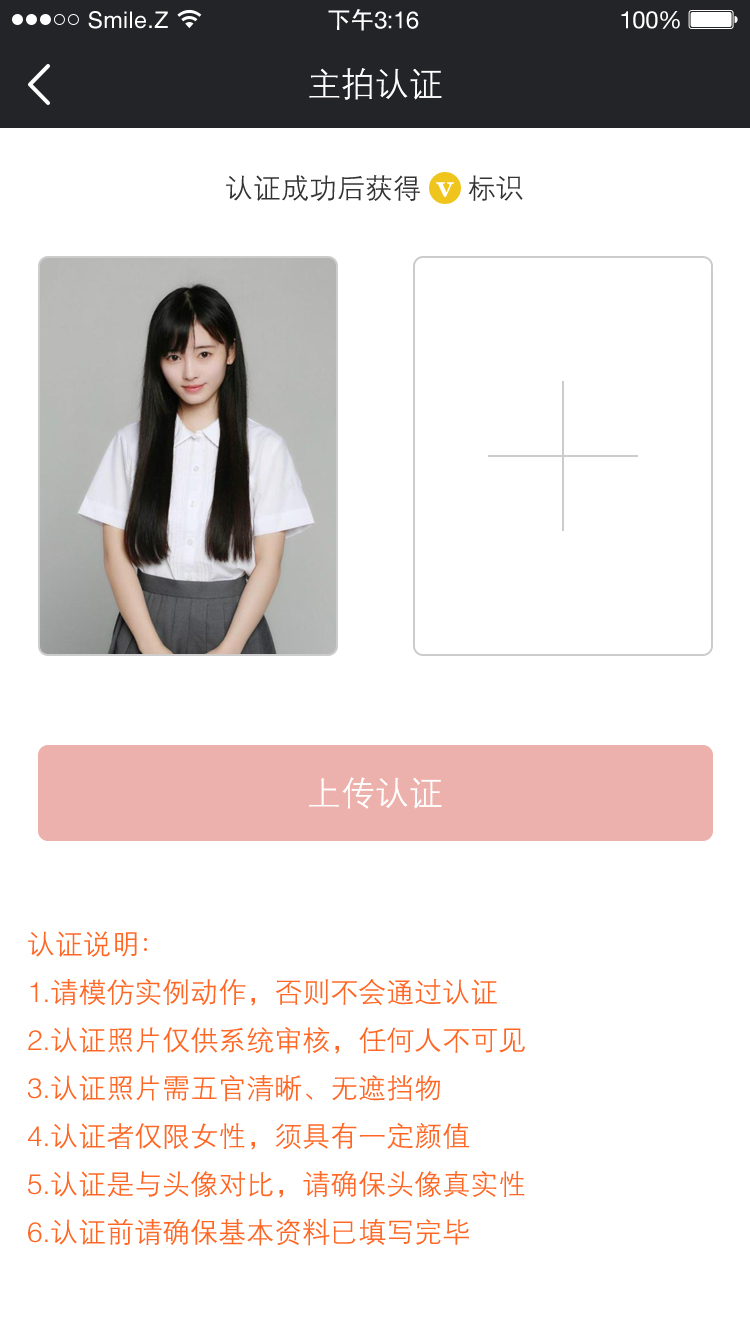 Smile.Z 下午3:16 100%
主拍认证
认证成功后获得 V 标识
上传认证
认证说明:
1.请模仿实例动作，否则不会通过认证
2.认证照片仅供系统审核，任何人不可见
3.认证照片需五官清晰、无遮挡物
4.认证者仅限女性，须具有一定颜值
5.认证是与头像对比，请确保头像真实性
6.认证前请确保基本资料已填写完毕